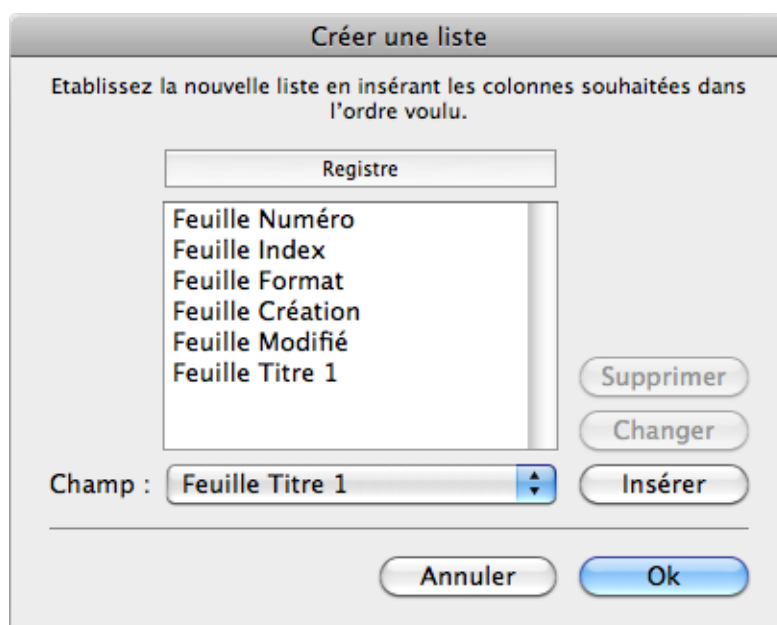 Créer une liste
Etablissez la nouvelle liste en insérant les colonnes souhaitées dans
l'ordre voulu.
Registre
Feuille Numéro
Feuille Index
Feuille Format
Feuille Création
Feuille Modifié
Feuille Titre 1
Supprimer
Changer
Champ : Feuille Titre 1 Insérer
Annuler Ok